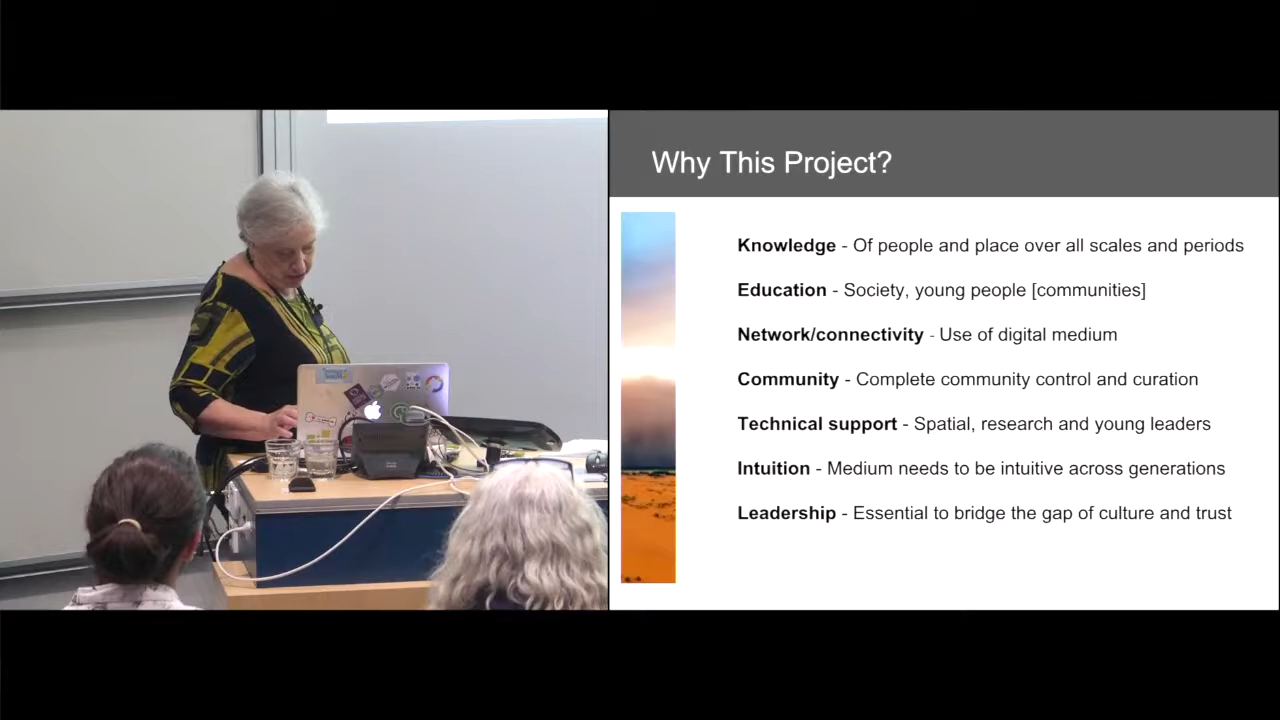 Why This Project?
Knowledge - Of people and place over all scales and periods
Education - Society, young people [communities]
Network/connectivity - Use of digital medium
Community - Complete community control and curation
Technical support - Spatial, research and young leaders
Intuition - Medium needs to be intuitive across generations
Leadership - Essential to bridge the gap of culture and trust